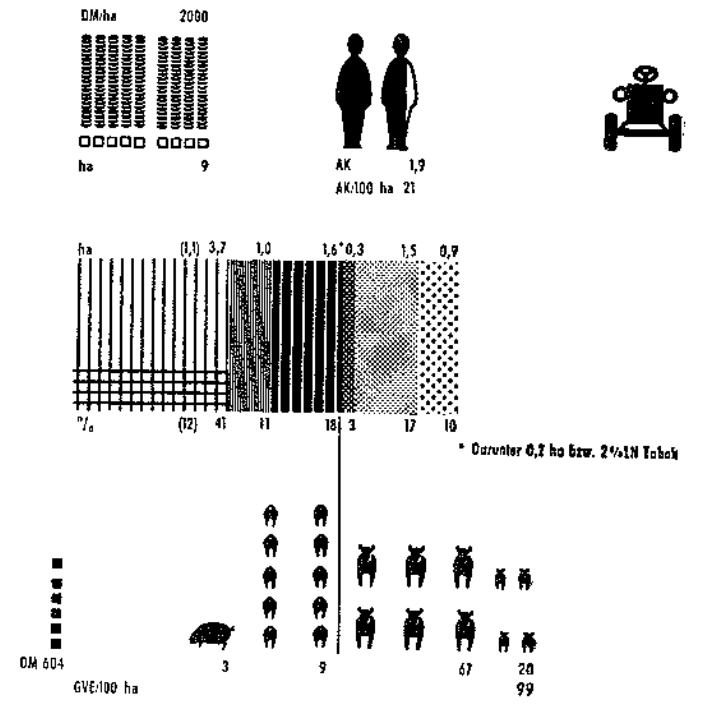 DM/ha 2000
ha 9
AK 1,9
AK/100 ha 21
ha (1,1) 3,7 1,0 1,6* 0,3 1,5 0,9
% (12) 41 11 18 3 17 10
* Darunter 0,2 ha bzw. 2% LN Tabak
DM 604 3 9 67 20
GVE/100 ha 99